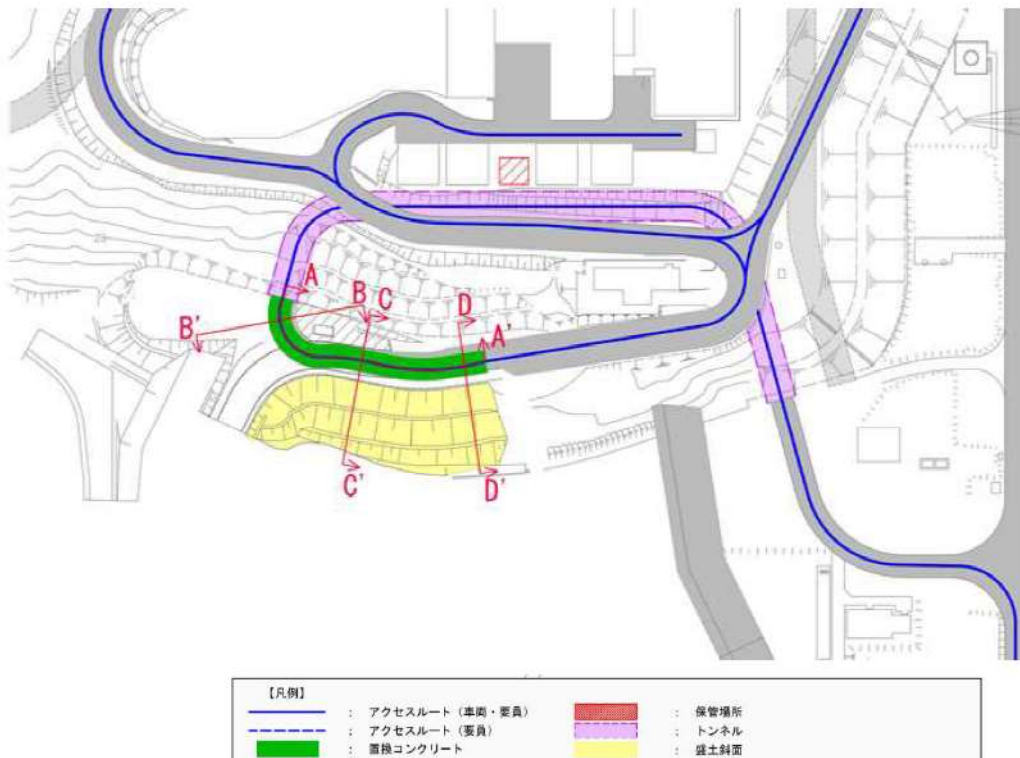 A
B
C
D
B'
A'
C'
D'
【凡例】
: アクセスルート（車両・要員） : 保管場所
: アクセスルート（要員） : トンネル
: 置換コンクリート : 盛土斜面